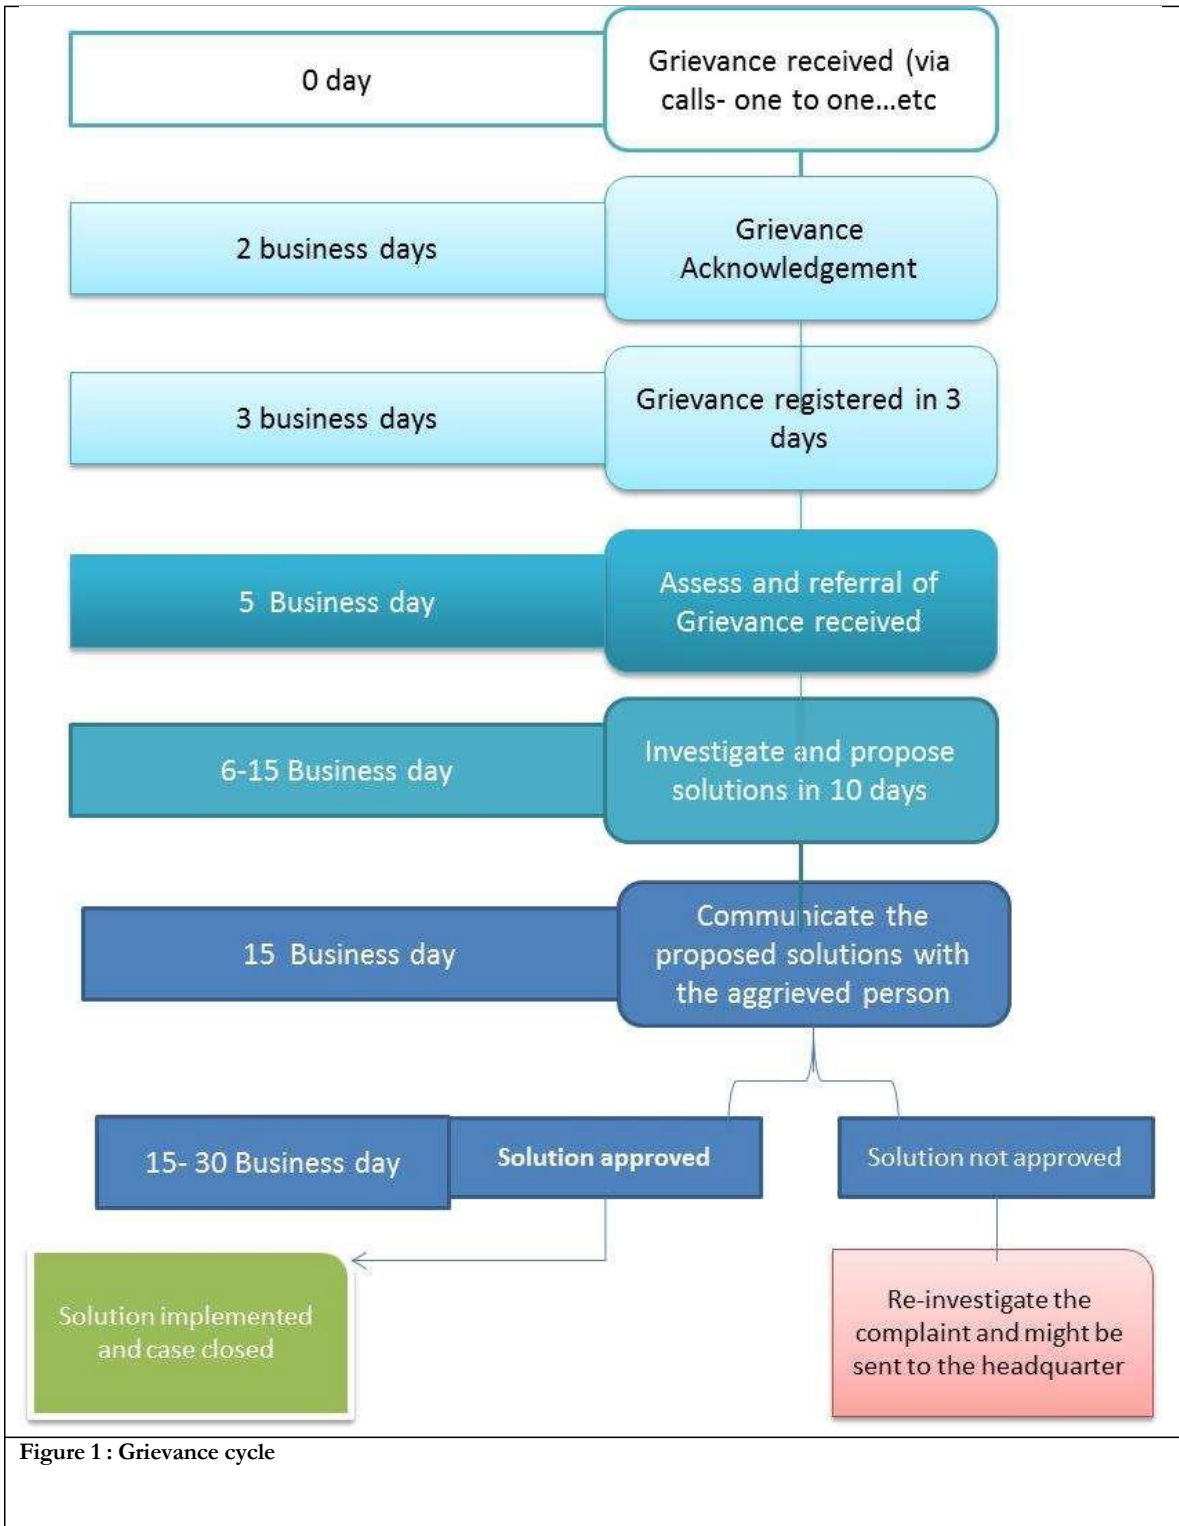 0 day
Grievance received (via
calls- one to one...etc
2 business days
Grievance
Acknowledgement
3 business days
Grievance registered in 3
days
5 Business day
Assess and referral of
Grievance received
6-15 Business day
Investigate and propose
solutions in 10 days
15 Business day
Communicate the
proposed solutions with
the aggrieved person
15- 30 Business day
Solution approved
Solution not approved
Solution implemented
and case closed
Re-investigate the
complaint and might be
sent to the headquarter
Figure 1 : Grievance cycle